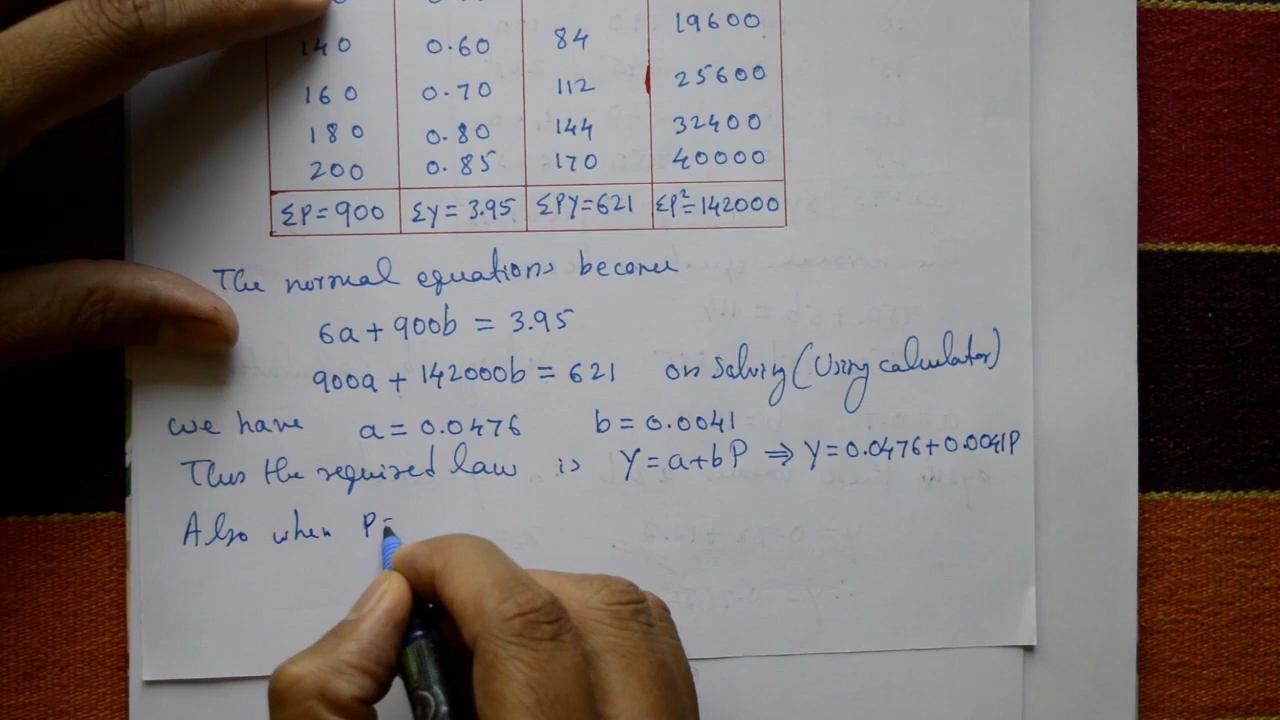 140 0.60 84 19600
160 0.70 112 25600
180 0.80 144 32400
200 0.85 170 40000
ΣP=900 ΣY=3.95 ΣPY=621 ΣP²=142000
The normal equations become
6a+900b = 3.95
900a + 142000b = 621 on Solving (Using calculator)
we have a=0.0476 b=0.0041
Thus the required law is Y=a+bP ⇒ Y=0.0476+0.0041P
Also when P=